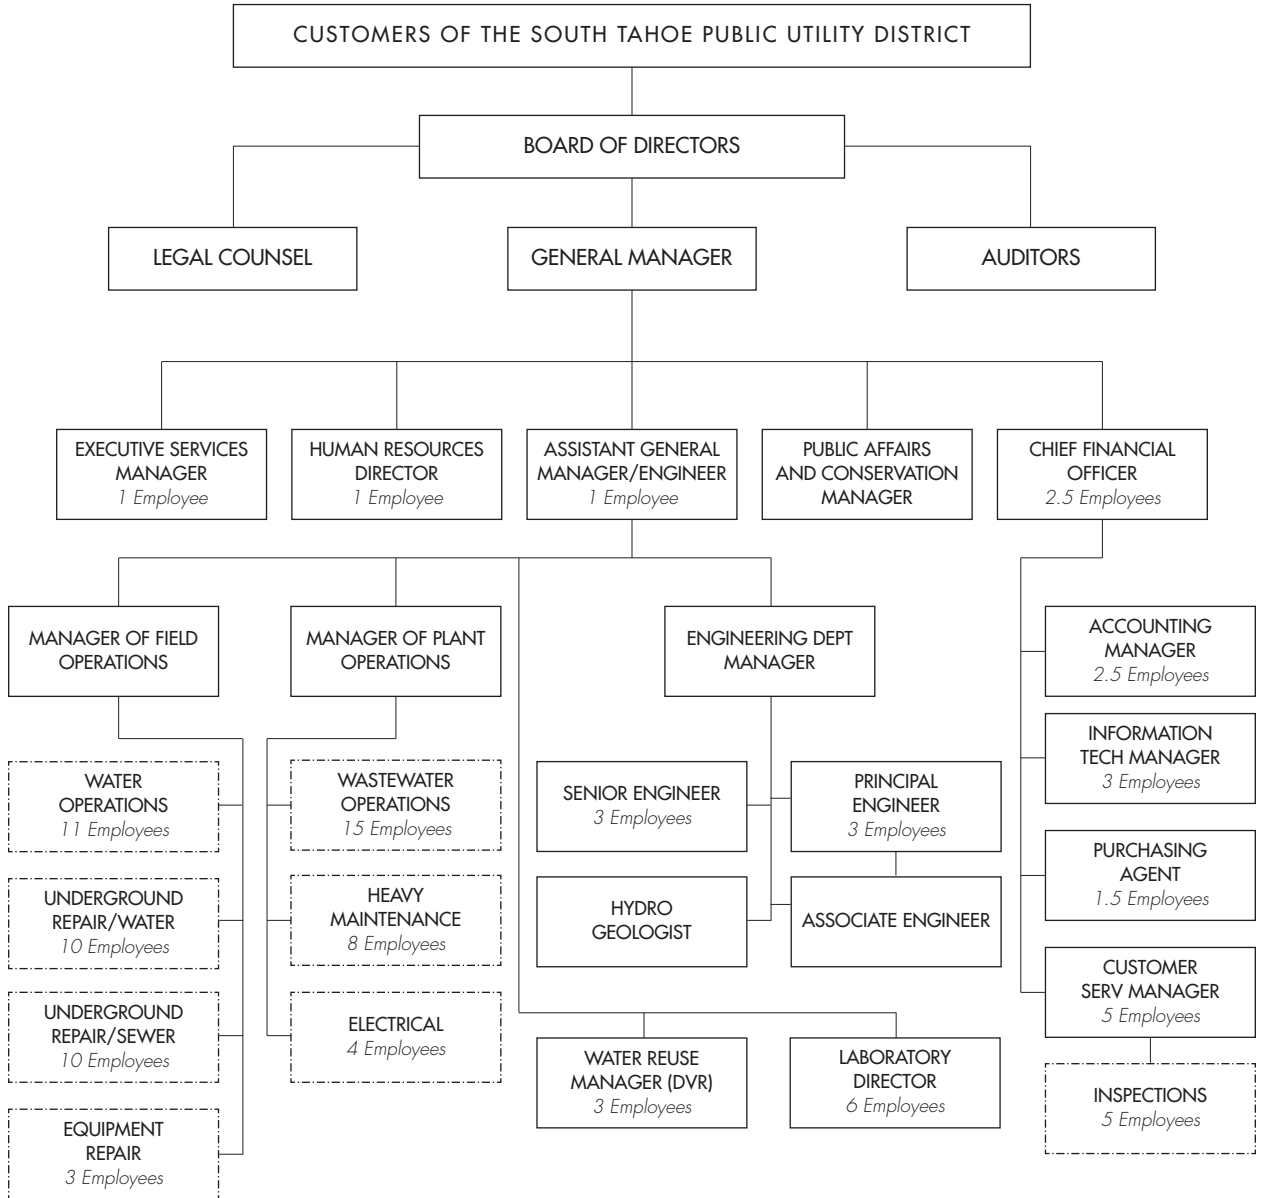 CUSTOMERS OF THE SOUTH TAHOE PUBLIC UTILITY DISTRICT
BOARD OF DIRECTORS
LEGAL COUNSEL
GENERAL MANAGER
AUDITORS
EXECUTIVE SERVICES
MANAGER
1 Employee
HUMAN RESOURCES
DIRECTOR
1 Employee
ASSISTANT GENERAL
MANAGER/ENGINEER
1 Employee
PUBLIC AFFAIRS
AND CONSERVATION
MANAGER
CHIEF FINANCIAL
OFFICER
2.5 Employees
MANAGER OF FIELD
OPERATIONS
MANAGER OF PLANT
OPERATIONS
ENGINEERING DEPT
MANAGER
ACCOUNTING
MANAGER
2.5 Employees
INFORMATION
TECH MANAGER
3 Employees
PURCHASING
AGENT
1.5 Employees
CUSTOMER
SERV MANAGER
5 Employees
INSPECTIONS
5 Employees
WATER
OPERATIONS
11 Employees
UNDERGROUND
REPAIR/WATER
10 Employees
UNDERGROUND
REPAIR/SEWER
10 Employees
EQUIPMENT
REPAIR
3 Employees
WASTEWATER
OPERATIONS
15 Employees
HEAVY
MAINTENANCE
8 Employees
ELECTRICAL
4 Employees
SENIOR ENGINEER
3 Employees
PRINCIPAL
ENGINEER
3 Employees
HYDRO
GEOLOGIST
ASSOCIATE ENGINEER
WATER REUSE
MANAGER (DVR)
3 Employees
LABORATORY
DIRECTOR
6 Employees